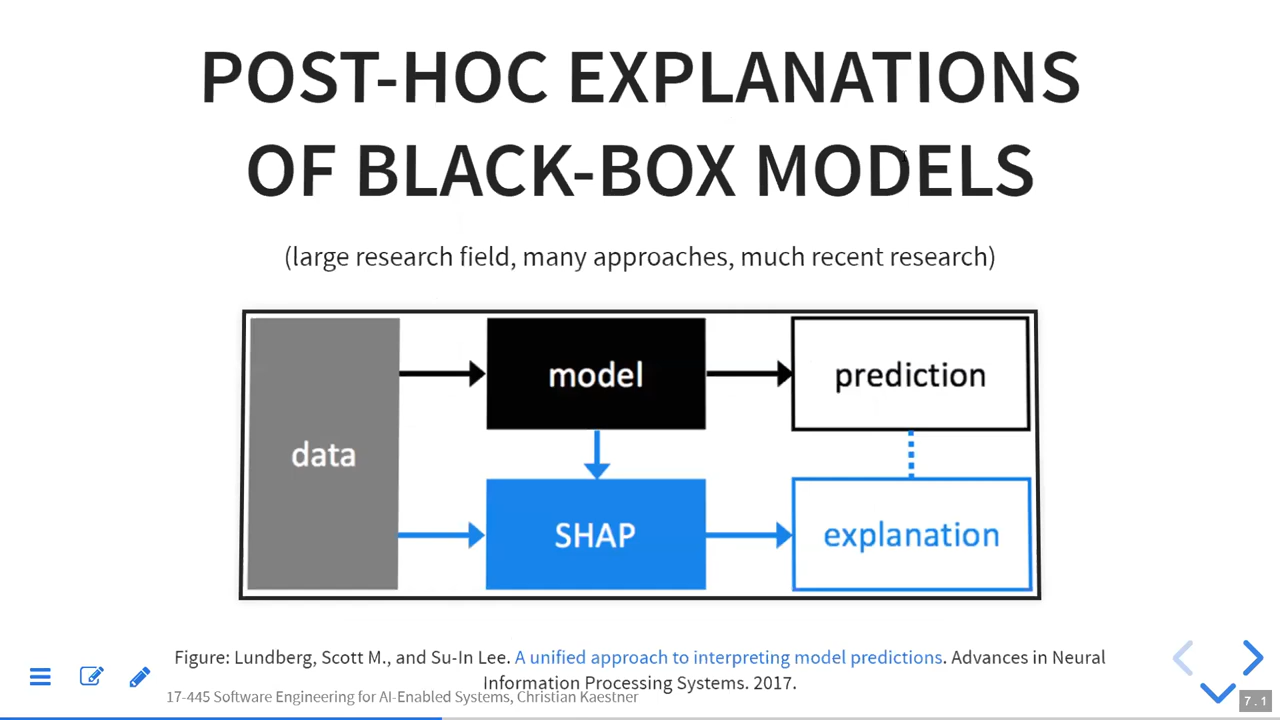 POST-HOC EXPLANATIONS
OF BLACK-BOX MODELS
(large research field, many approaches, much recent research)
data
model
prediction
SHAP
explanation
Figure: Lundberg, Scott M., and Su-In Lee. A unified approach to interpreting model predictions. Advances in Neural
Information Processing Systems. 2017.
17-445 Software Engineering for AI-Enabled Systems, Christian Kaestner
7 . 1